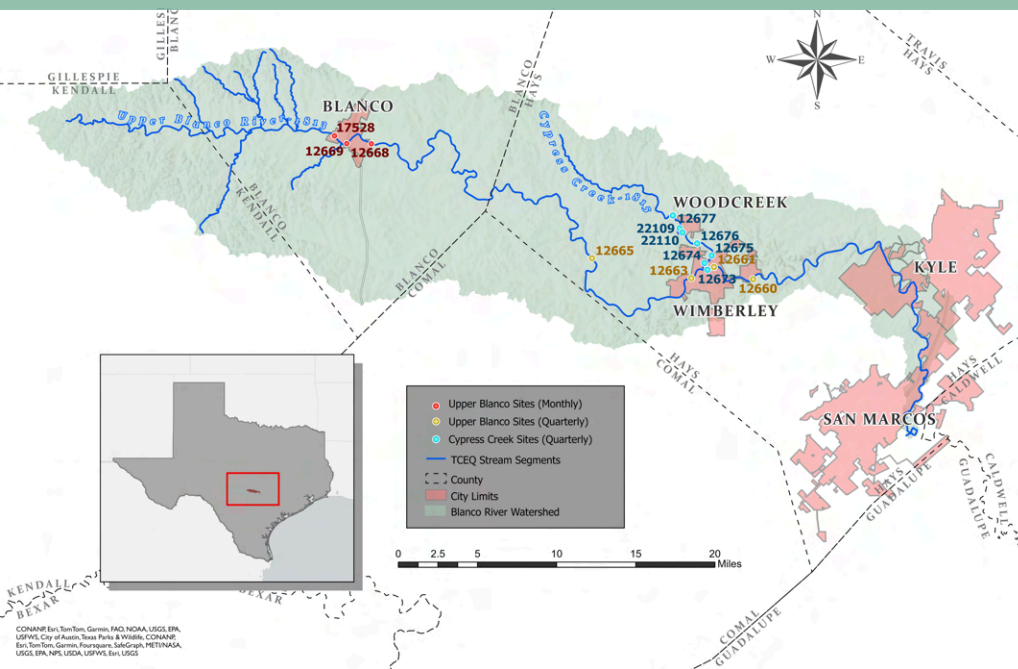 N
W
E
S
GILLESPIE
BLANCO
GILLESPIE
KENDALL
TRAVIS
HAYS
BLANCO
HAYS
BLANCO
Upper Blanco River-1813
17528
12669
12668
Cypress Creek-1815
BLANCO
KENDALL
WOODCREEK
12677
22109
22110
12676
12675
12674
12661
12665
12663
12673
12660
WIMBERLEY
KYLE
BLANCO
COMAL
HAYS
COMAL
HAYS
CALDWELL
SAN MARCOS
HAYS
GUADALUPE
CALDWELL
GUADALUPE
Upper Blanco Sites (Monthly)
Upper Blanco Sites (Quarterly)
Cypress Creek Sites (Quarterly)
TCEQ Stream Segments
County
City Limits
Blanco River Watershed
0 2.5 5 10 15 20
Miles
KENDALL
BEXAR
BEXAR
COMAL
GUADALUPE
CONANP, Esri, TomTom, Garmin, FAO, NOAA, USGS, EPA,
USFWS, City of Austin, Texas Parks & Wildlife, CONANP,
Esri, TomTom, Garmin, Foursquare, SafeGraph, METI/NASA,
USGS, EPA, NPS, USDA, USFWS, Esri, USGS